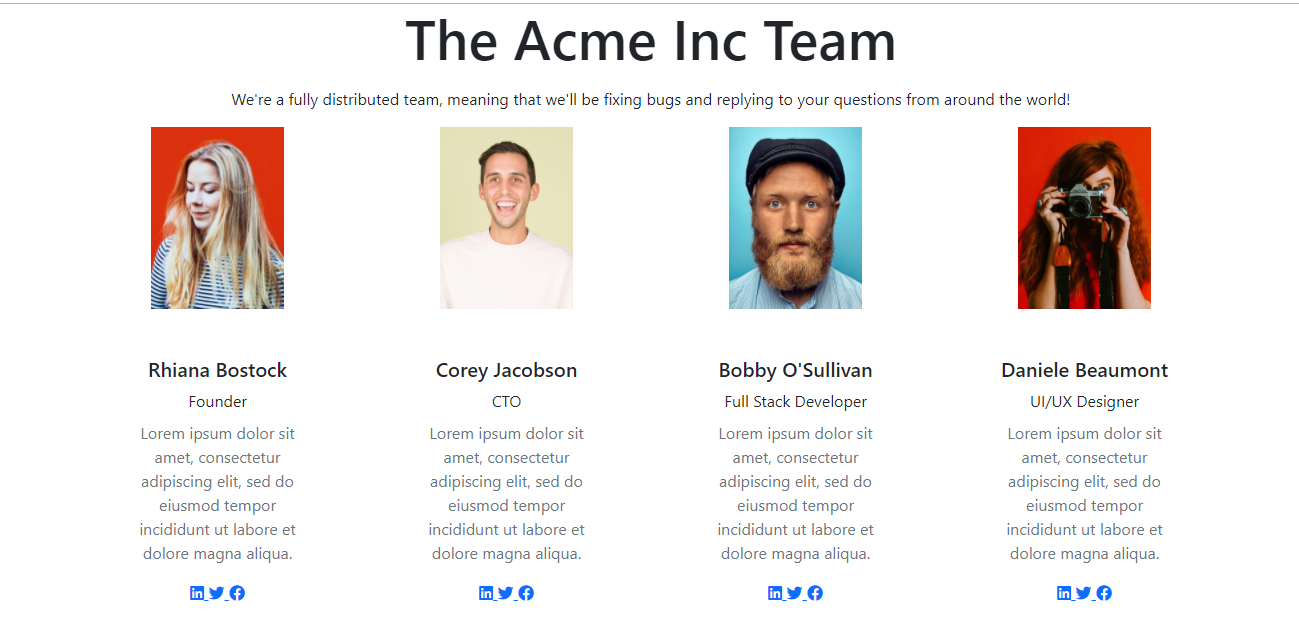 The Acme Inc Team
We're a fully distributed team, meaning that we'll be fixing bugs and replying to your questions from around the world!
Rhiana Bostock
Founder
Lorem ipsum dolor sit
amet, consectetur
adipiscing elit, sed do
eiusmod tempor
incididunt ut labore et
dolore magna aliqua.
Corey Jacobson
CTO
Lorem ipsum dolor sit
amet, consectetur
adipiscing elit, sed do
eiusmod tempor
incididunt ut labore et
dolore magna aliqua.
Bobby O'Sullivan
Full Stack Developer
Lorem ipsum dolor sit
amet, consectetur
adipiscing elit, sed do
eiusmod tempor
incididunt ut labore et
dolore magna aliqua.
Daniele Beaumont
UI/UX Designer
Lorem ipsum dolor sit
amet, consectetur
adipiscing elit, sed do
eiusmod tempor
incididunt ut labore et
dolore magna aliqua.